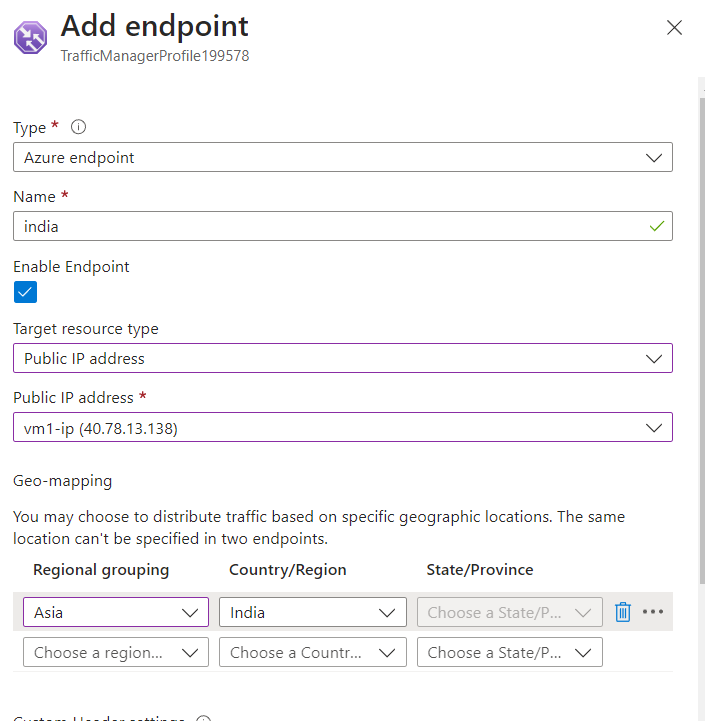 Add endpoint
TrafficManagerProfile199578
Type *
Azure endpoint
Name *
india
Enable Endpoint
Target resource type
Public IP address
Public IP address *
vm1-ip (40.78.13.138)
Geo-mapping
You may choose to distribute traffic based on specific geographic locations. The same
location can't be specified in two endpoints.
Regional grouping Country/Region State/Province
Asia India Choose a State/P...
Choose a region... Choose a Countr... Choose a State/P...
Custom Header settings